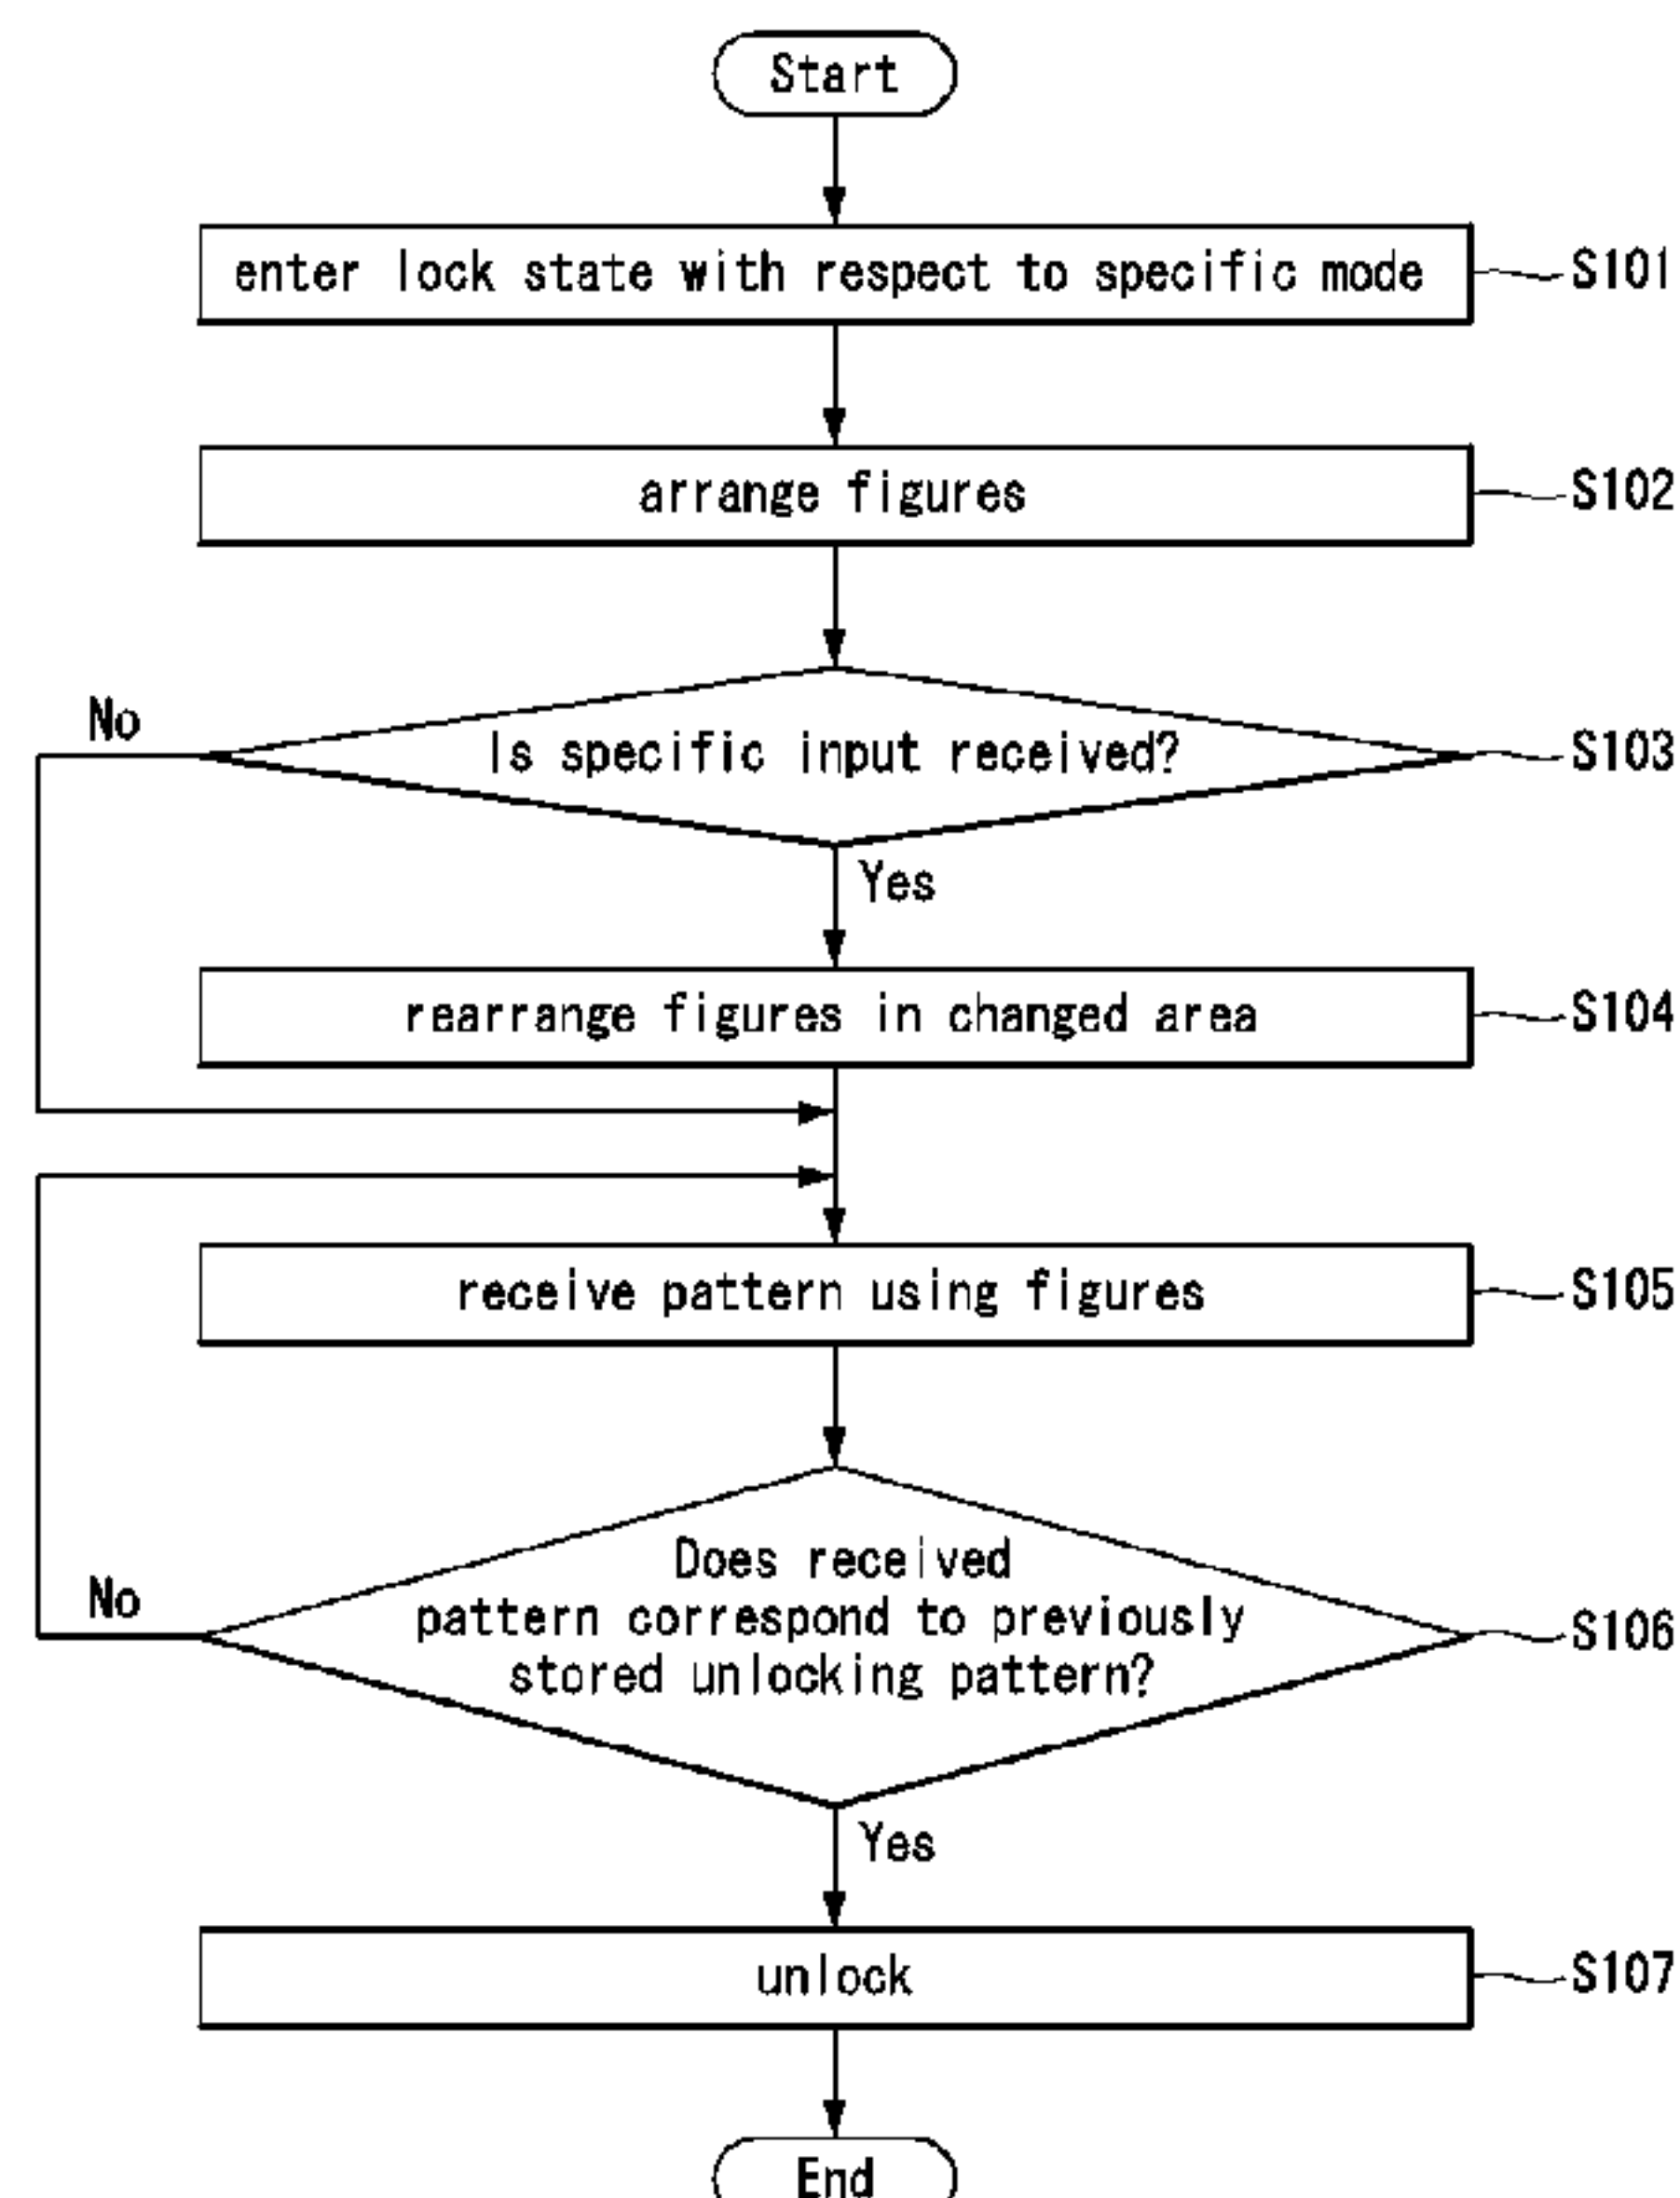 Start
enter lock state with respect to specific mode
S101
arrange figures
S102
No
Is specific input received?
S103
Yes
rearrange figures in changed area
S104
receive pattern using figures
S105
Does received
pattern correspond to previously
stored unlocking pattern?
No
S106
Yes
unlock
S107
End